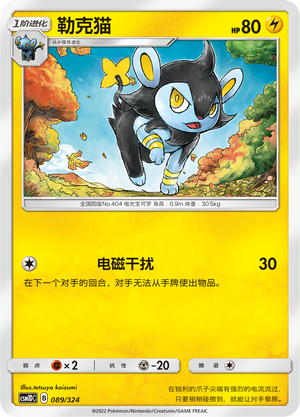 1阶进化
勒克猫
HP80
从小猫怪进化
全国图鉴No.404 电光宝可梦 身高：0.9m 体重：30.5kg
电磁干扰 30
在下一个对手的回合，对手无法从手牌使出物品。
弱点 ×2 抗性 -20 撤退
Illus.tetsuya koizumi
CSM1DC B 089/324
在锐利的爪子尖端有强烈的电流流过，
只要稍稍擦到，就能让对手晕厥。
©2022 Pokémon/Nintendo/Creatures/GAME FREAK.